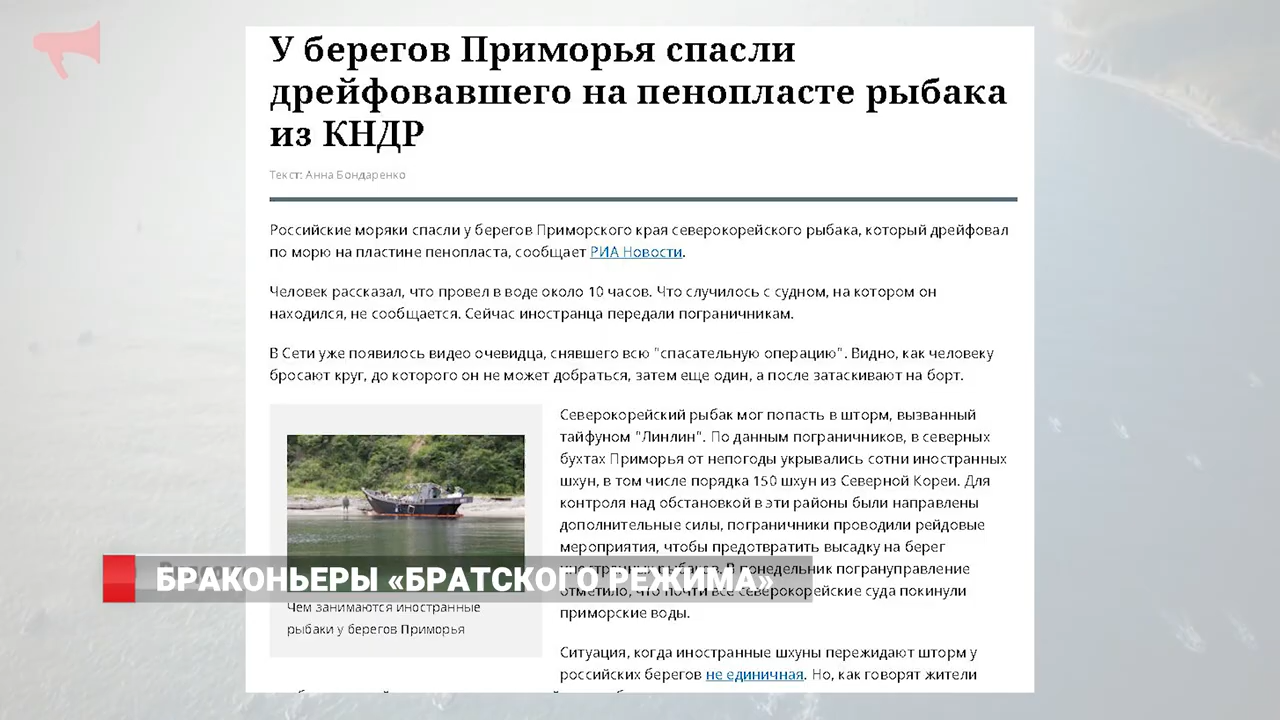 У берегов Приморья спасли
дрейфовавшего на пенопласте рыбака
из КНДР
Текст: Анна Бондаренко
Российские моряки спасли у берегов Приморского края северокорейского рыбака, который дрейфовал
по морю на пластине пенопласта, сообщает РИА Новости.
Человек рассказал, что провел в воде около 10 часов. Что случилось с судном, на котором он
находился, не сообщается. Сейчас иностранца передали пограничникам.
В Сети уже появилось видео очевидца, снявшего всю "спасательную операцию". Видно, как человеку
бросают круг, до которого он не может добраться, затем еще один, а после затаскивают на борт.
Северокорейский рыбак мог попасть в шторм, вызванный
тайфуном "Линлин". По данным пограничников, в северных
бухтах Приморья от непогоды укрывались сотни иностранных
шхун, в том числе порядка 150 шхун из Северной Кореи. Для
контроля над обстановкой в эти районы были направлены
дополнительные силы, пограничники проводили рейдовые
мероприятия, чтобы предотвратить высадку на берег
иностранных рыбаков. В понедельник погрануправление
отметило, что почти все северокорейские суда покинули
приморские воды.
БРАКОНЬЕРЫ «БРАТСКОГО РЕЖИМА»
Чем занимаются иностранные
рыбаки у берегов Приморья
Ситуация, когда иностранные шхуны пережидают шторм у
российских берегов не единичная. Но, как говорят жители